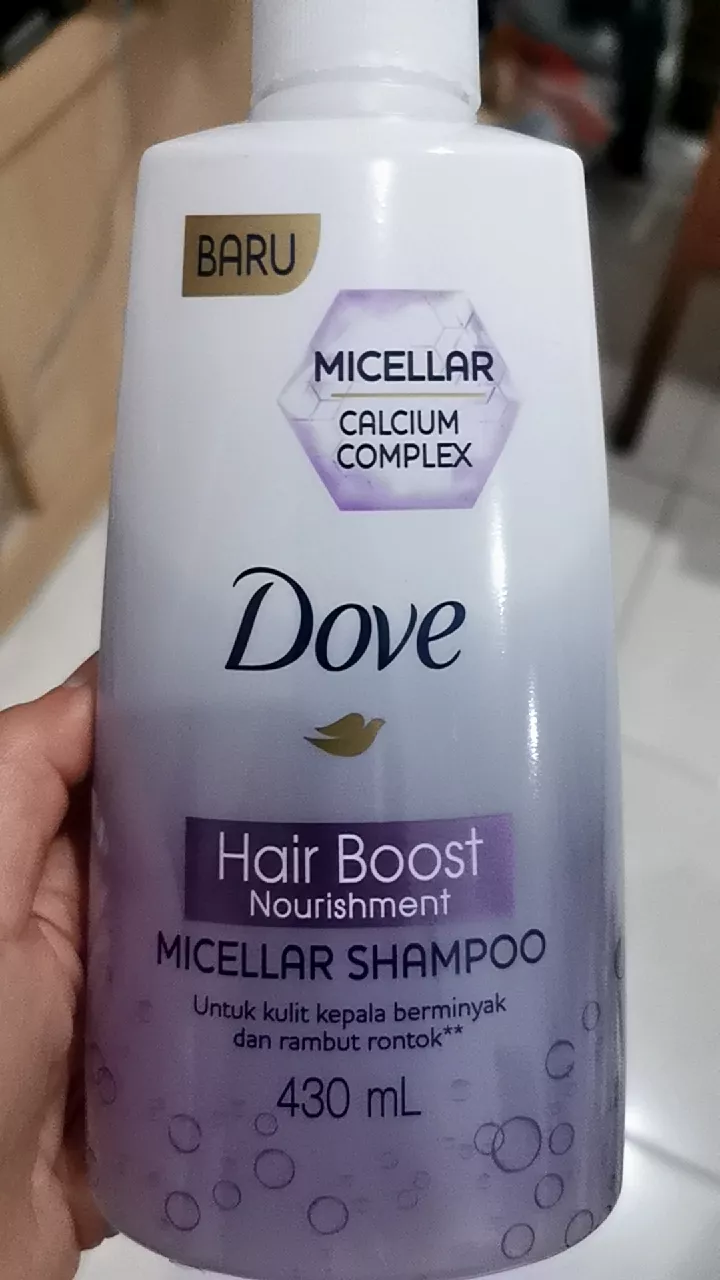 BARU
MICELLAR
CALCIUM
COMPLEX
Dove
Hair Boost
Nourishment
MICELLAR SHAMPOO
Untuk kulit kepala berminyak
dan rambut rontok**
430 mL